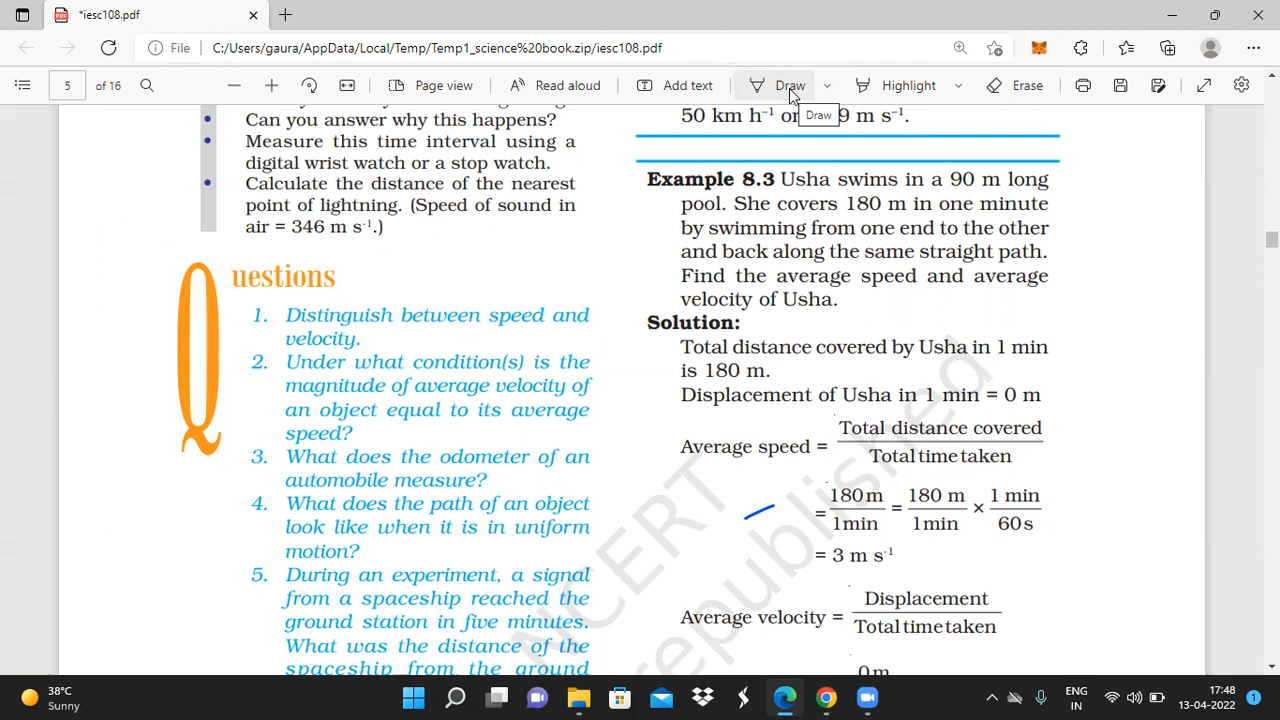 *iesc108.pdf
File
C:/Users/gaura/AppData/Local/Temp/Temp1_science%20book.zip/iesc108.pdf
5 of 16
Page view
Read aloud
Add text
Draw
Highlight
Erase
Draw
Can you answer why this happens?
• Measure this time interval using a
digital wrist watch or a stop watch.
• Calculate the distance of the nearest
point of lightning. (Speed of sound in
air = 346 m s⁻¹.)
Questions
1. Distinguish between speed and
velocity.
2. Under what condition(s) is the
magnitude of average velocity of
an object equal to its average
speed?
3. What does the odometer of an
automobile measure?
4. What does the path of an object
look like when it is in uniform
motion?
5. During an experiment, a signal
from a spaceship reached the
ground station in five minutes.
What was the distance of the
spaceship from the ground
50 km h⁻¹ or 9 m s⁻¹.
Example 8.3 Usha swims in a 90 m long
pool. She covers 180 m in one minute
by swimming from one end to the other
and back along the same straight path.
Find the average speed and average
velocity of Usha.
Solution:
Total distance covered by Usha in 1 min
is 180 m.
Displacement of Usha in 1 min = 0 m
Average speed = Total distance covered
Total time taken
= 180 m / 1 min = 180 m / 1 min × 1 min / 60 s
= 3 m s⁻¹
Average velocity = Displacement
Total time taken
0 m
NCERT
republished
38°C
Sunny
ENG
IN
17:48
13-04-2022
1